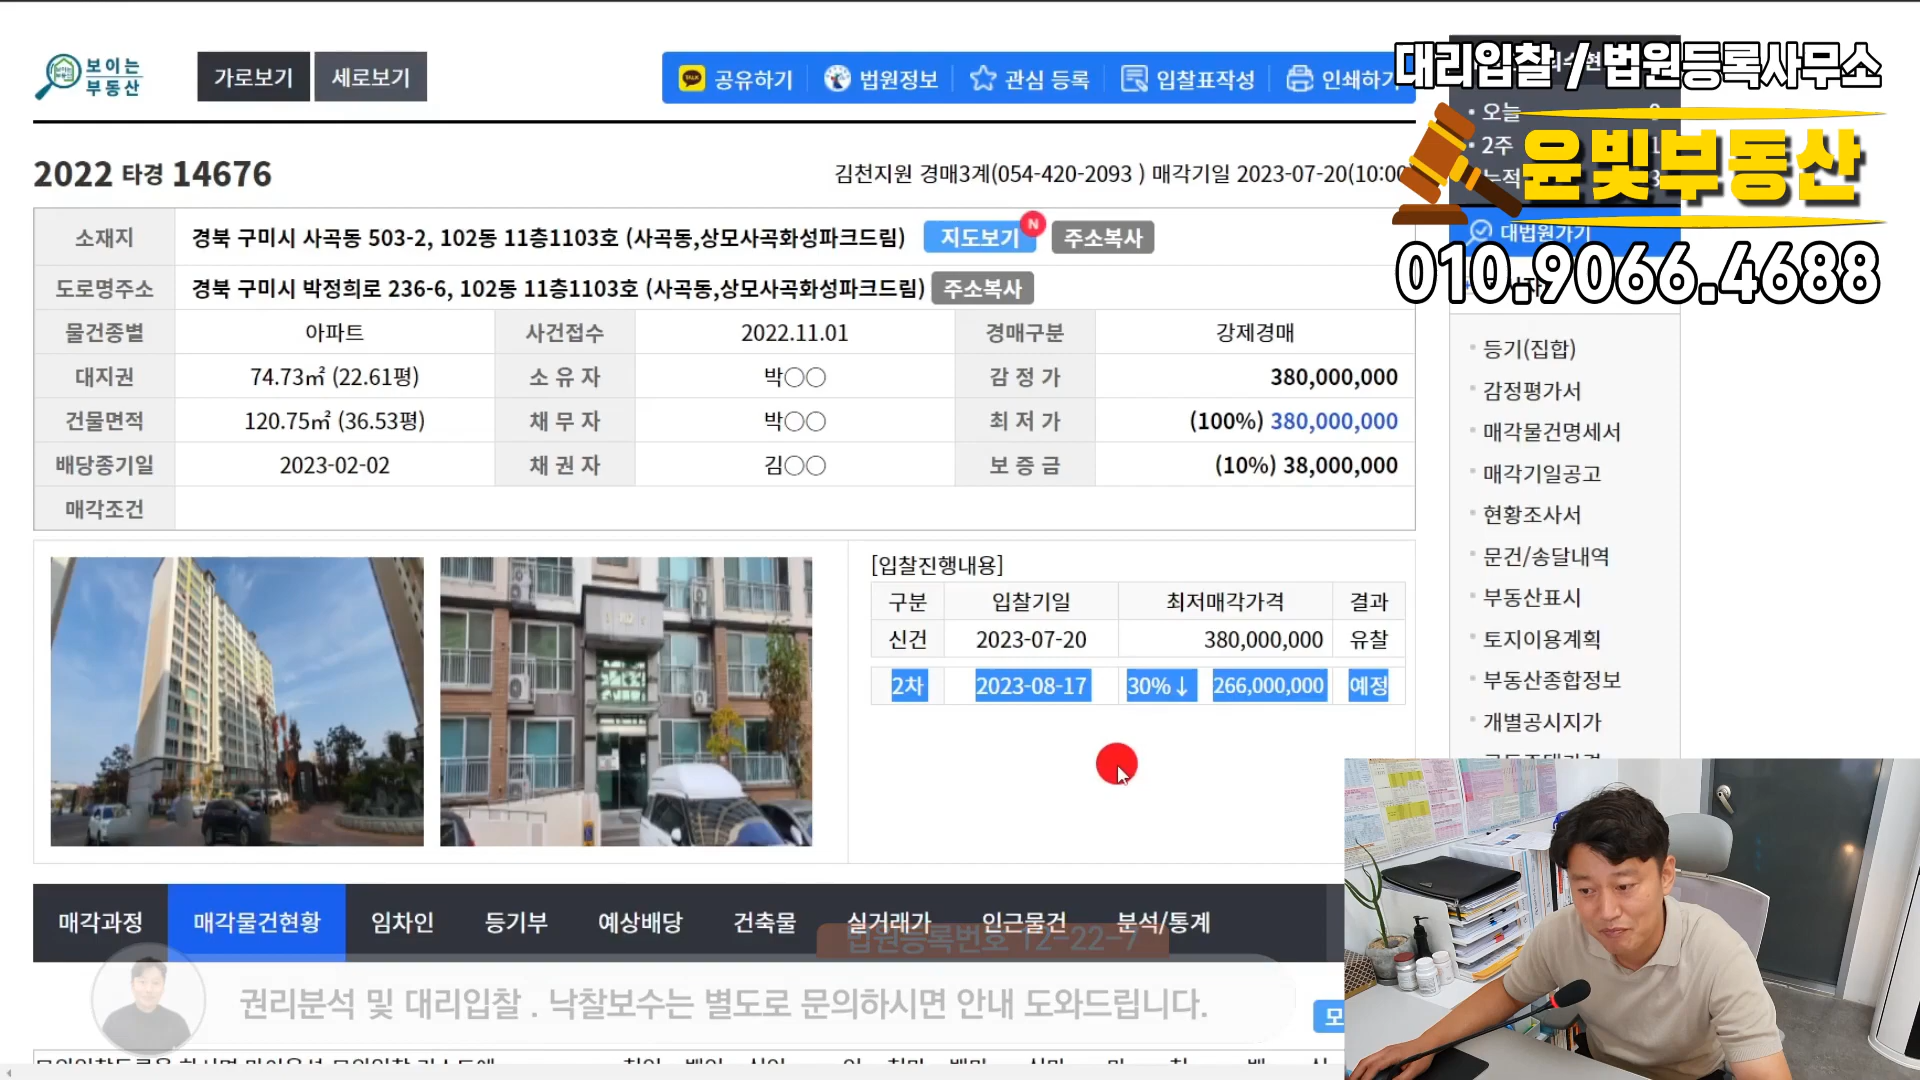 보이는
부동산
가로보기
세로보기
공유하기
법원정보
관심 등록
입찰표작성
인쇄하기
대리입찰 / 법원등록사무소
오늘
2주
윤빛부동산
대법원가기
010.9066.4688
2022 타경 14676
김천지원 경매3계(054-420-2093 ) 매각기일 2023-07-20(10:00
소재지 경북 구미시 사곡동 503-2, 102동 11층1103호 (사곡동,상모사곡화성파크드림) 지도보기 N 주소복사
도로명주소 경북 구미시 박정희로 236-6, 102동 11층1103호 (사곡동,상모사곡화성파크드림) 주소복사
물건종별 아파트 사건접수 2022.11.01 경매구분 강제경매
대지권 74.73㎡ (22.61평) 소 유 자 박○○ 감 정 가 380,000,000
건물면적 120.75㎡ (36.53평) 채 무 자 박○○ 최 저 가 (100%) 380,000,000
배당종기일 2023-02-02 채 권 자 김○○ 보 증 금 (10%) 38,000,000
매각조건
[입찰진행내용]
구분 입찰기일 최저매각가격 결과
신건 2023-07-20 380,000,000 유찰
2차 2023-08-17 30%↓ 266,000,000 예정
등기(집합)
감정평가서
매각물건명세서
매각기일공고
현황조사서
문건/송달내역
부동산표시
토지이용계획
부동산종합정보
개별공시지가
매각과정 매각물건현황 임차인 등기부 예상배당 건축물 실거래가 인근물건 분석/통계
법원등록번호 12-22-7
권리분석 및 대리입찰 . 낙찰보수는 별도로 문의하시면 안내 도와드립니다.